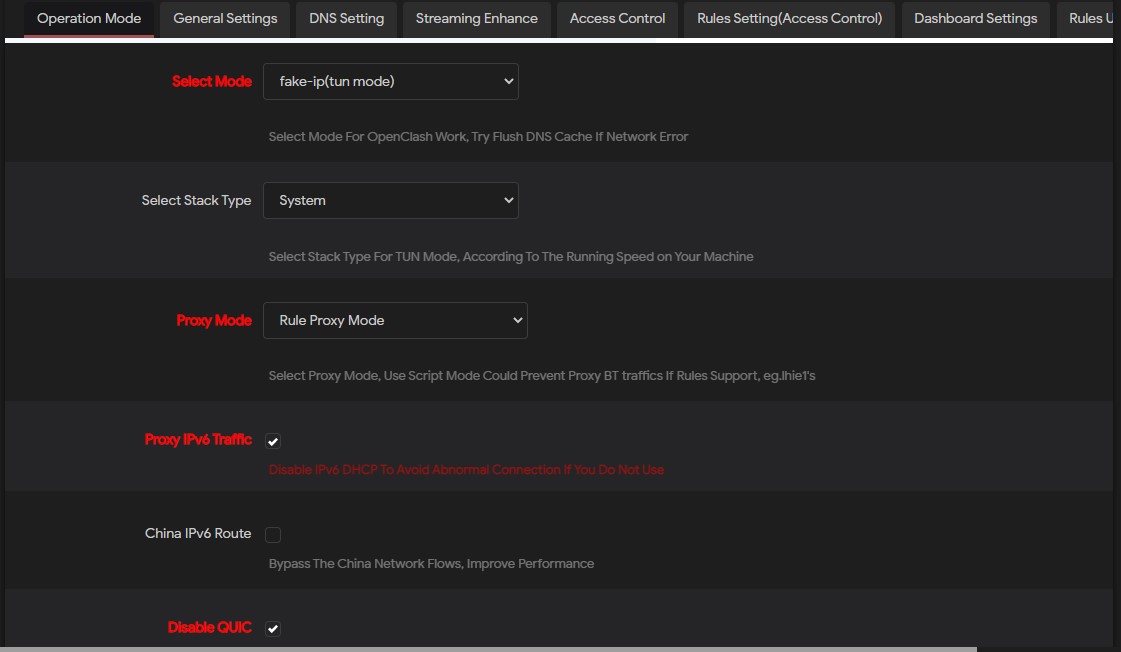 Operation Mode General Settings DNS Setting Streaming Enhance Access Control Rules Setting(Access Control) Dashboard Settings Rules U
Select Mode fake-ip(tun mode)
Select Mode For OpenClash Work, Try Flush DNS Cache If Network Error
Select Stack Type System
Select Stack Type For TUN Mode, According To The Running Speed on Your Machine
Proxy Mode Rule Proxy Mode
Select Proxy Mode, Use Script Mode Could Prevent Proxy BT traffics If Rules Support, eg.lhie1's
Proxy IPv6 Traffic
Disable IPv6 DHCP To Avoid Abnormal Connection If You Do Not Use
China IPv6 Route
Bypass The China Network Flows, Improve Performance
Disable QUIC